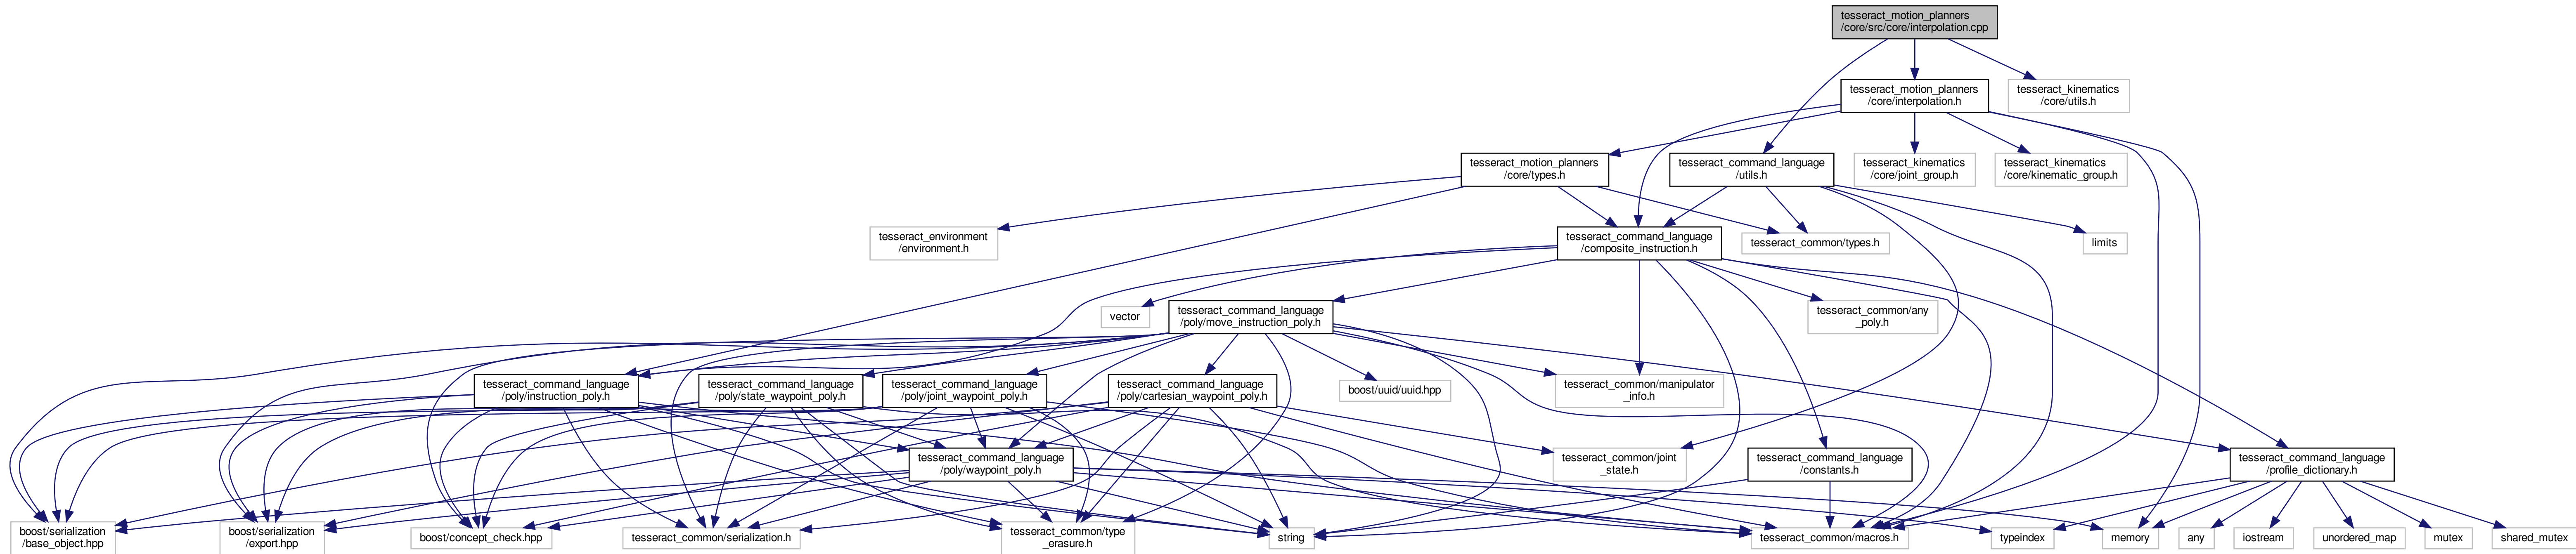 tesseract_motion_planners
/core/src/core/interpolation.cpp
tesseract_motion_planners
/core/interpolation.h
tesseract_kinematics
/core/utils.h
tesseract_motion_planners
/core/types.h
tesseract_command_language
/utils.h
tesseract_kinematics
/core/joint_group.h
tesseract_kinematics
/core/kinematic_group.h
tesseract_environment
/environment.h
tesseract_command_language
/composite_instruction.h
tesseract_common/types.h
limits
vector
tesseract_command_language
/poly/move_instruction_poly.h
tesseract_common/any
_poly.h
tesseract_command_language
/poly/instruction_poly.h
tesseract_command_language
/poly/state_waypoint_poly.h
tesseract_command_language
/poly/joint_waypoint_poly.h
tesseract_command_language
/poly/cartesian_waypoint_poly.h
boost/uuid/uuid.hpp
tesseract_common/manipulator
_info.h
tesseract_command_language
/poly/waypoint_poly.h
tesseract_common/joint
_state.h
tesseract_command_language
/constants.h
tesseract_command_language
/profile_dictionary.h
boost/serialization
/base_object.hpp
boost/serialization
/export.hpp
boost/concept_check.hpp
tesseract_common/serialization.h
tesseract_common/type
_erasure.h
string
tesseract_common/macros.h
typeindex
memory
any
iostream
unordered_map
mutex
shared_mutex